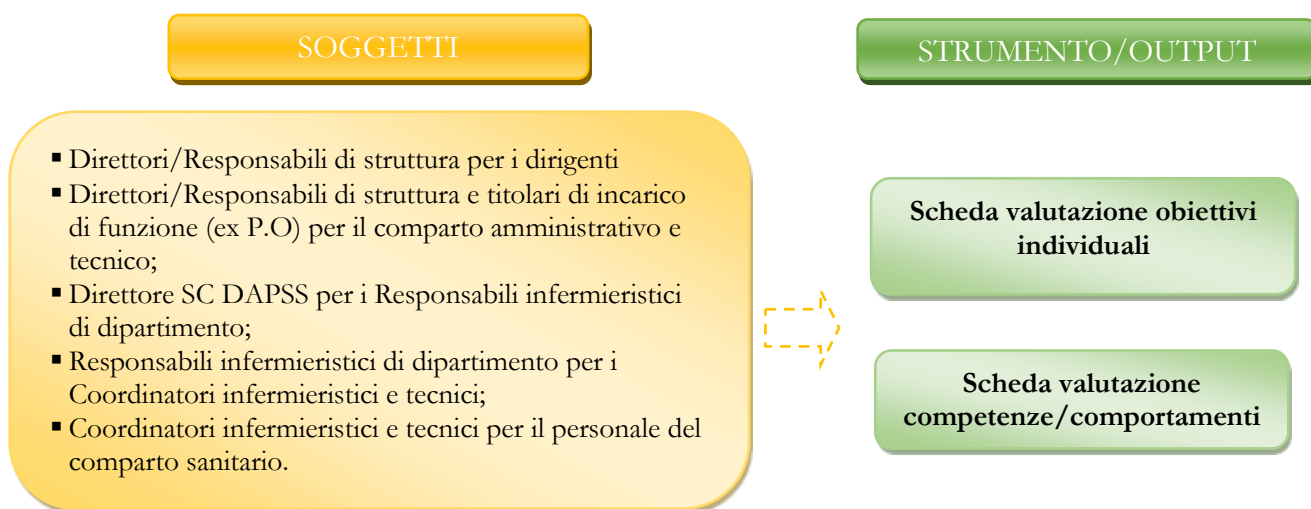 SOGGETTI
▪ Direttori/Responsabili di struttura per i dirigenti
▪ Direttori/Responsabili di struttura e titolari di incarico
di funzione (ex P.O) per il comparto amministrativo e
tecnico;
▪ Direttore SC DAPSS per i Responsabili infermieristici
di dipartimento;
▪ Responsabili infermieristici di dipartimento per i
Coordinatori infermieristici e tecnici;
▪ Coordinatori infermieristici e tecnici per il personale del
comparto sanitario.
STRUMENTO/OUTPUT
Scheda valutazione obiettivi
individuali
Scheda valutazione
competenze/comportamenti